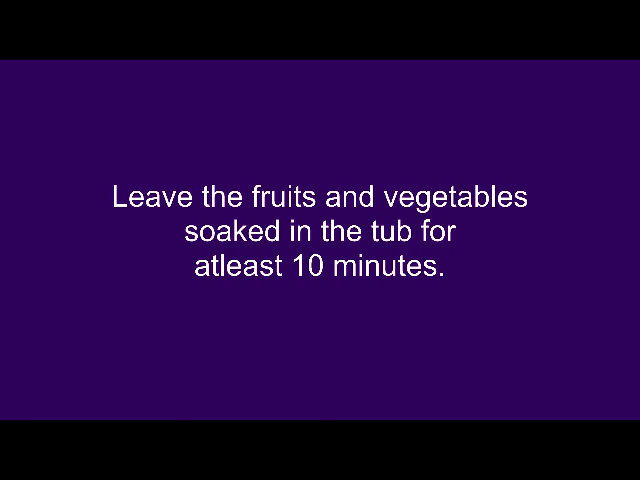 Leave the fruits and vegetables
soaked in the tub for
atleast 10 minutes.